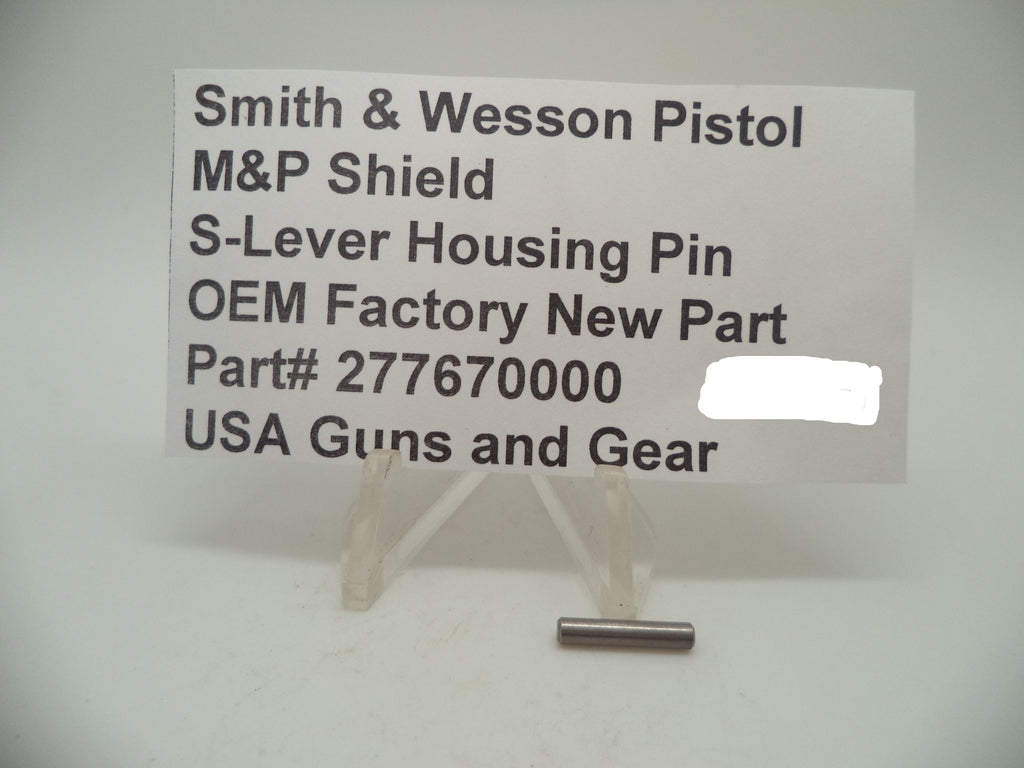 Smith & Wesson Pistol
M&P Shield
S-Lever Housing Pin
OEM Factory New Part
Part# 277670000
USA Guns and Gear